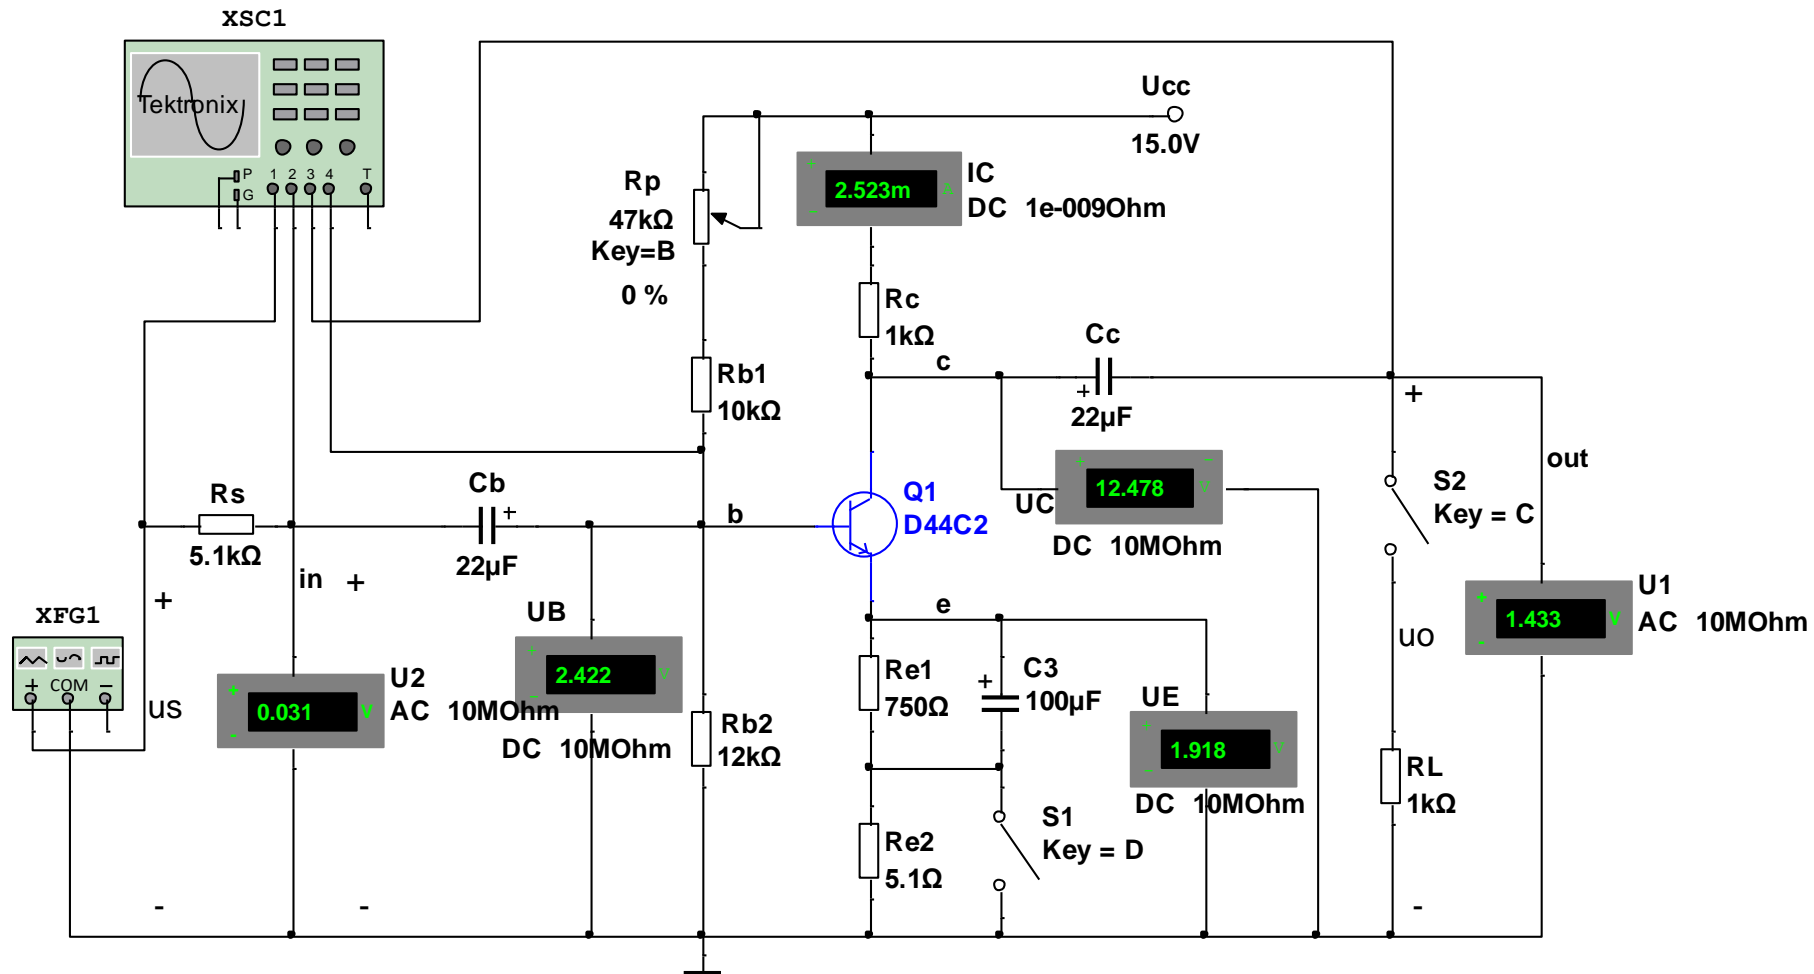 XSC1
Tektronix
P
G
1 2 3 4
T
Ucc
15.0V
Rp
47kΩ
Key=B
0 %
+
-
2.523m
A
IC
DC 1e-009Ohm
Rc
1kΩ
c
Cc
+
22µF
+
Rb1
10kΩ
Rs
5.1kΩ
Cb
+
22µF
b
Q1
D44C2
+
-
12.478
V
UC
DC 10MOhm
out
S2
Key = C
in
+
+
UB
+
-
2.422
V
DC 10MOhm
e
XFG1
+ COM -
us
+
-
0.031
V
U2
AC 10MOhm
Rb2
12kΩ
Re1
750Ω
+
C3
100µF
UE
+
-
1.918
V
DC 10MOhm
uo
+
-
1.433
V
U1
AC 10MOhm
RL
1kΩ
Re2
5.1Ω
S1
Key = D
-
-
-